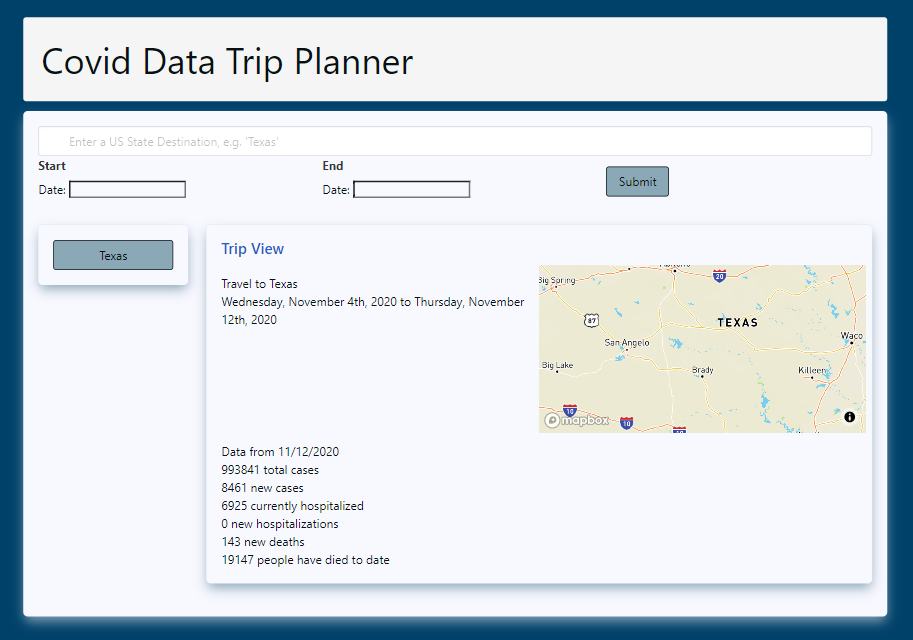 Covid Data Trip Planner
Enter a US State Destination, e.g. 'Texas'
Start
End
Date:
Date:
Submit
Texas
Trip View
Travel to Texas
Wednesday, November 4th, 2020 to Thursday, November
12th, 2020
Big Spring
20
87
TEXAS
San Angelo
Waco
Big Lake
Brady
Killeen
10
10
mapbox
Data from 11/12/2020
993841 total cases
8461 new cases
6925 currently hospitalized
0 new hospitalizations
143 new deaths
19147 people have died to date